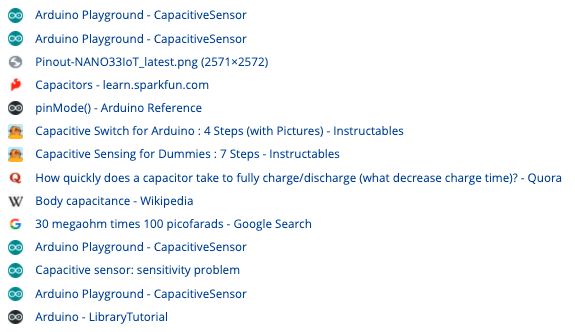 Arduino Playground - CapacitiveSensor
Arduino Playground - CapacitiveSensor
Pinout-NANO33IoT_latest.png (2571×2572)
Capacitors - learn.sparkfun.com
pinMode() - Arduino Reference
Capacitive Switch for Arduino : 4 Steps (with Pictures) - Instructables
Capacitive Sensing for Dummies : 7 Steps - Instructables
How quickly does a capacitor take to fully charge/discharge (what decrease charge time)? - Quora
Body capacitance - Wikipedia
30 megaohm times 100 picofarads - Google Search
Arduino Playground - CapacitiveSensor
Capacitive sensor: sensitivity problem
Arduino Playground - CapacitiveSensor
Arduino - LibraryTutorial